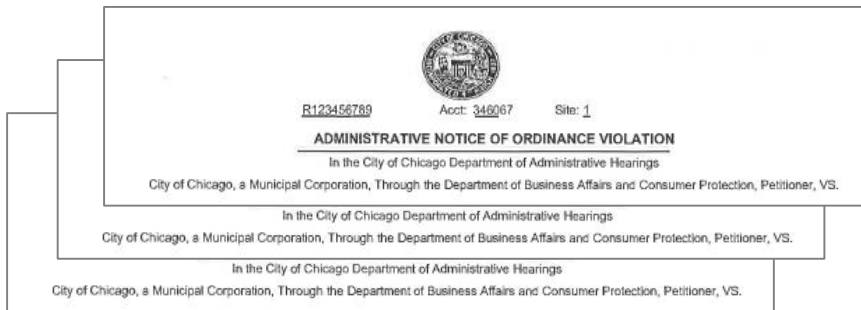 R123456789 Acct: 346067 Site: 1
ADMINISTRATIVE NOTICE OF ORDINANCE VIOLATION
In the City of Chicago Department of Administrative Hearings
City of Chicago, a Municipal Corporation, Through the Department of Business Affairs and Consumer Protection, Petitioner, VS.
In the City of Chicago Department of Administrative Hearings
City of Chicago, a Municipal Corporation, Through the Department of Business Affairs and Consumer Protection, Petitioner, VS.
In the City of Chicago Department of Administrative Hearings
City of Chicago, a Municipal Corporation, Through the Department of Business Affairs and Consumer Protection, Petitioner, VS.